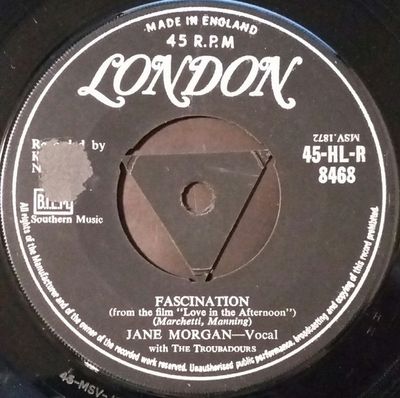 MADE IN ENGLAND
45 R.P.M
LONDON
by
MSV.1872
45-HL-R
8468
B.I.E.M
Southern Music
FASCINATION
(from the film "Love in the Afternoon")
(Marchetti, Manning)
JANE MORGAN—Vocal
with THE TROUBADOURS
All rights of the Manufacturer and of the owner of the recorded work reserved. Unauthorised public performance, broadcasting and copying of this record prohibited.